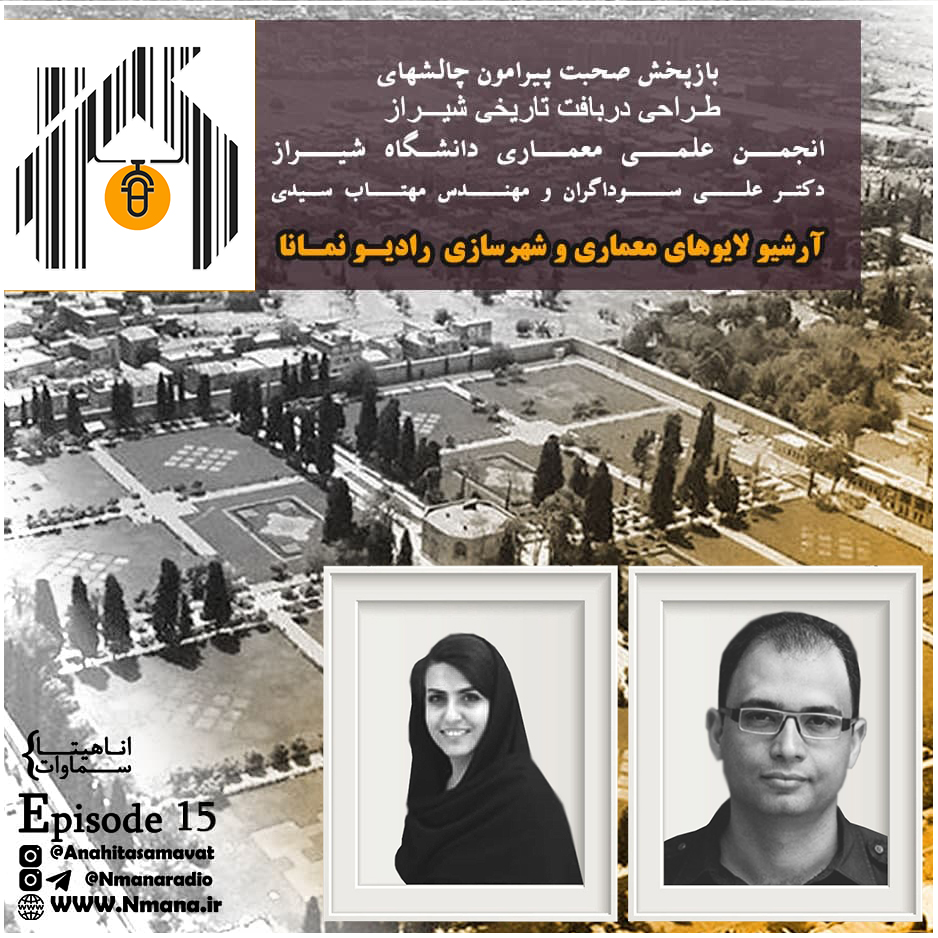 بازپخش صحبت پیرامون چالشهای
طراحی دربافت تاریخی شیراز
انجمن علمی معماری دانشگاه شیراز
دکتر علی سوداگران و مهندس مهتاب سیدی
آرشیو لایوهای معماری و شهرسازی رادیو نمانا
اناهیتا
سماوات
Episode 15
@Anahitasamavat
@Nmanaradio
WWW.Nmana.ir